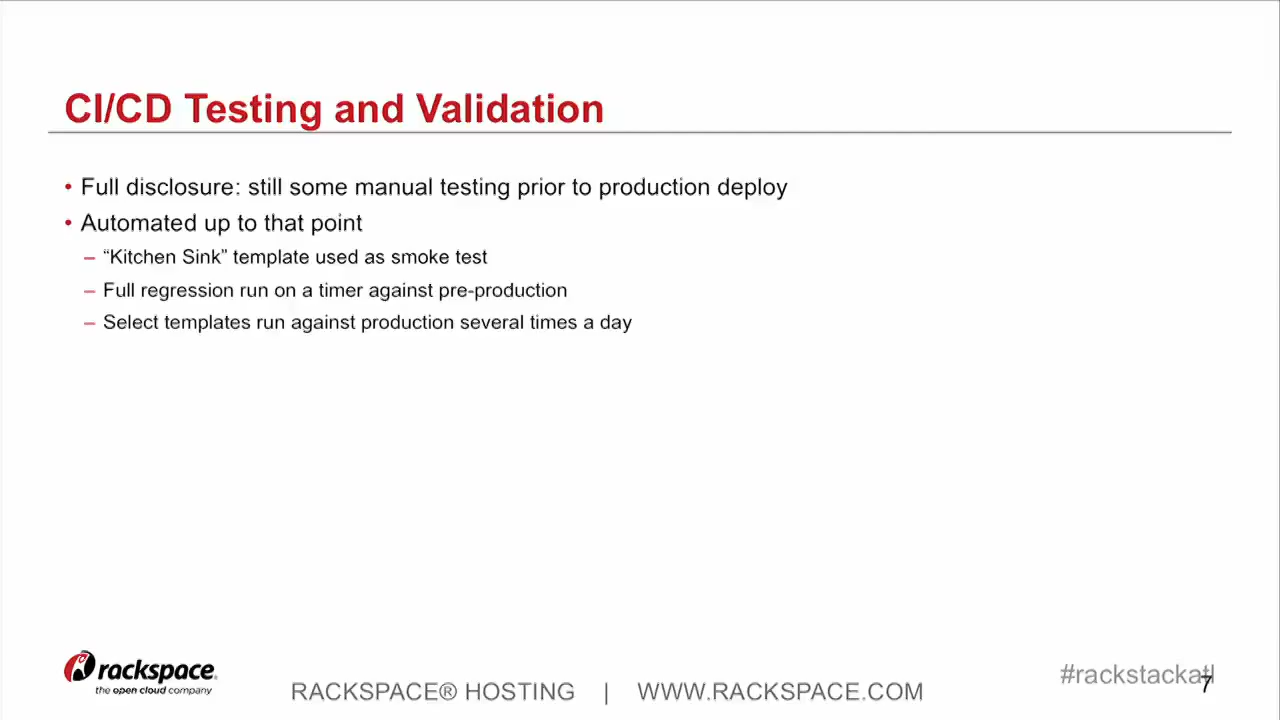 CI/CD Testing and Validation
• Full disclosure: still some manual testing prior to production deploy
• Automated up to that point
– “Kitchen Sink” template used as smoke test
– Full regression run on a timer against pre-production
– Select templates run against production several times a day
rackspace®
the open cloud company
RACKSPACE® HOSTING | WWW.RACKSPACE.COM
#rackstackatl
7